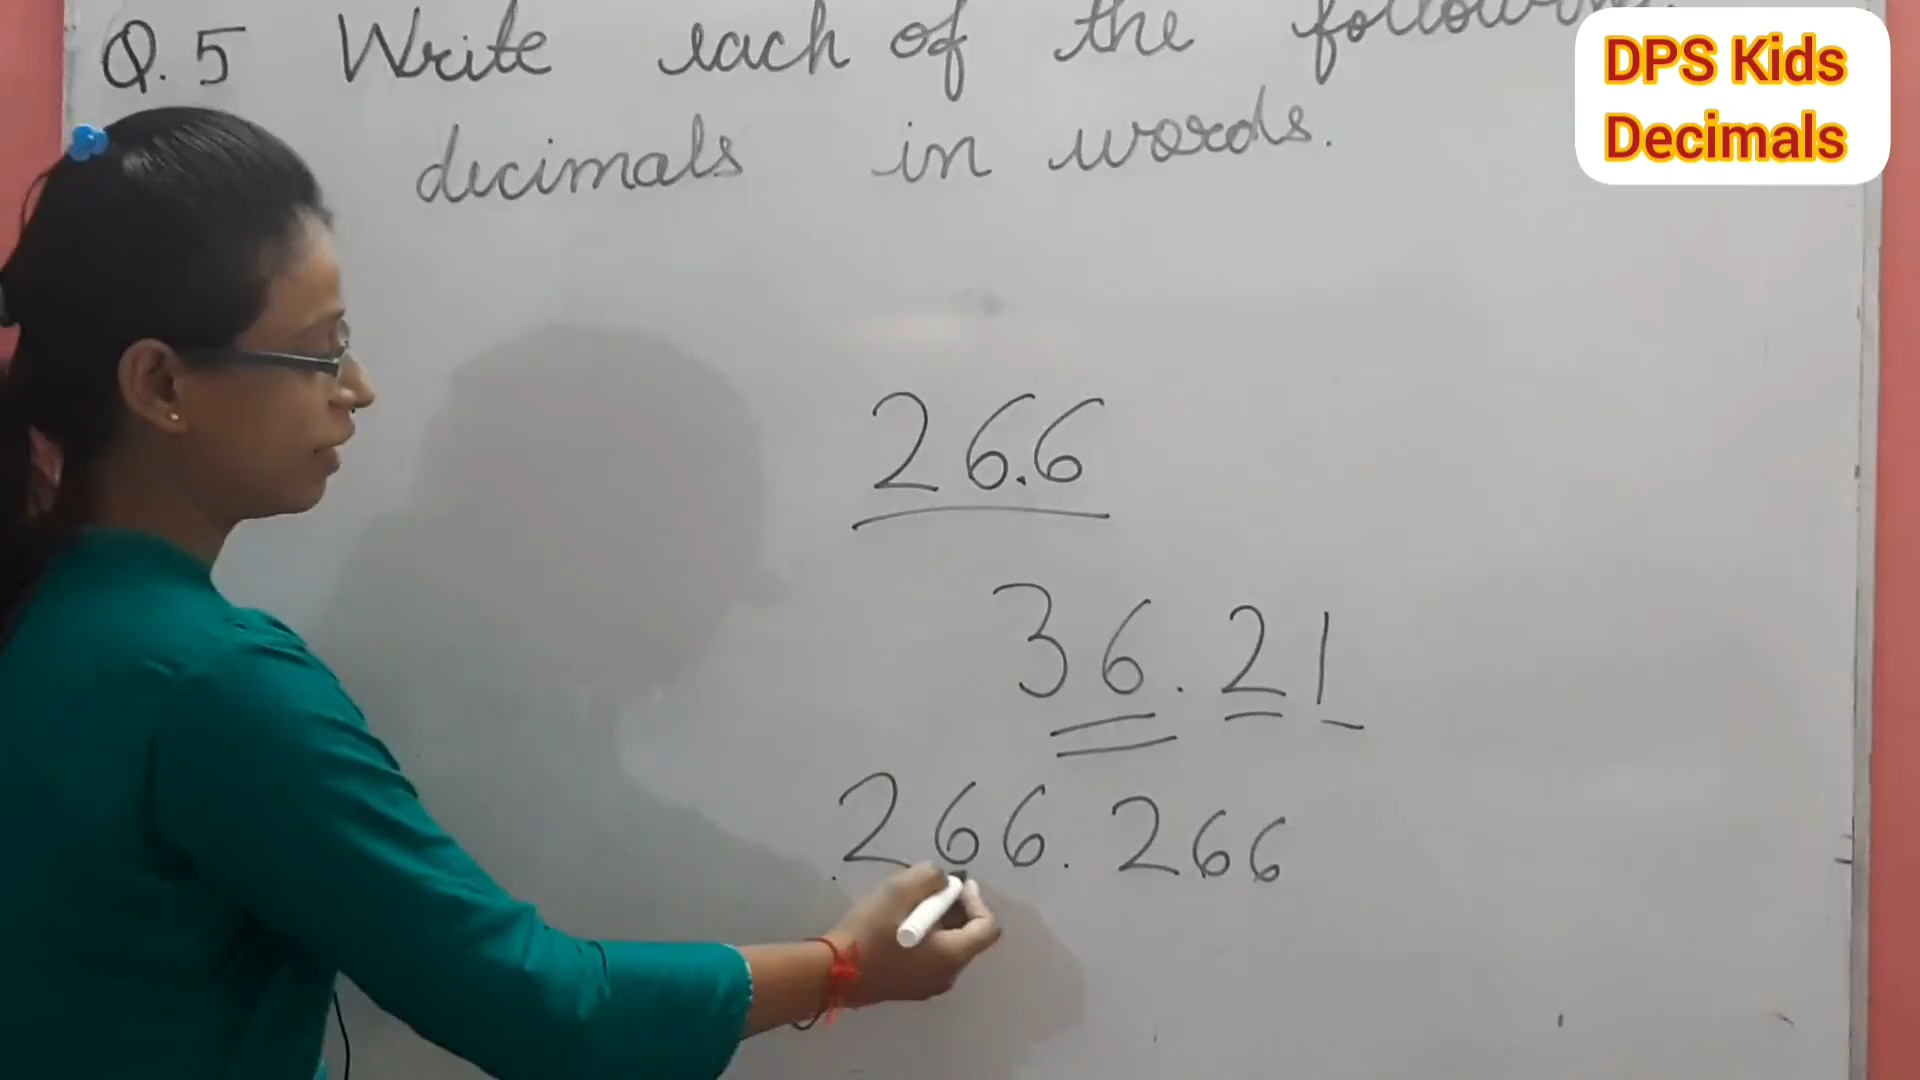 Q.5 Write each of the following
decimals in words.
DPS Kids
Decimals
26.6
36.21
266.266